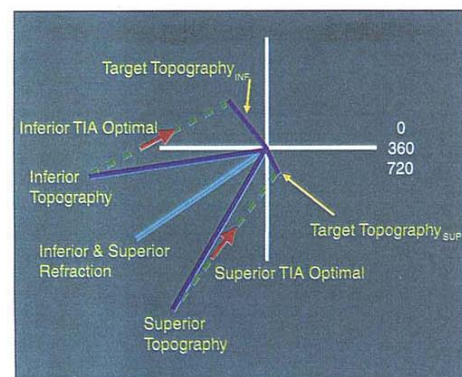 Target Topography INF
Inferior TIA Optimal
0
360
720
Inferior
Topography
Target Topography SUP
Inferior & Superior
Refraction
Superior TIA Optimal
Superior
Topography